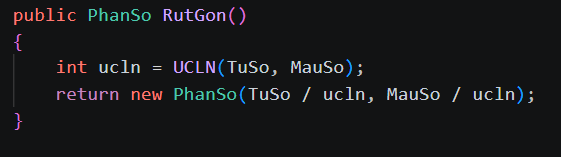 public PhanSo RutGon()
{
    int ucln = UCLN(TuSo, MauSo);
    return new PhanSo(TuSo / ucln, MauSo / ucln);
}